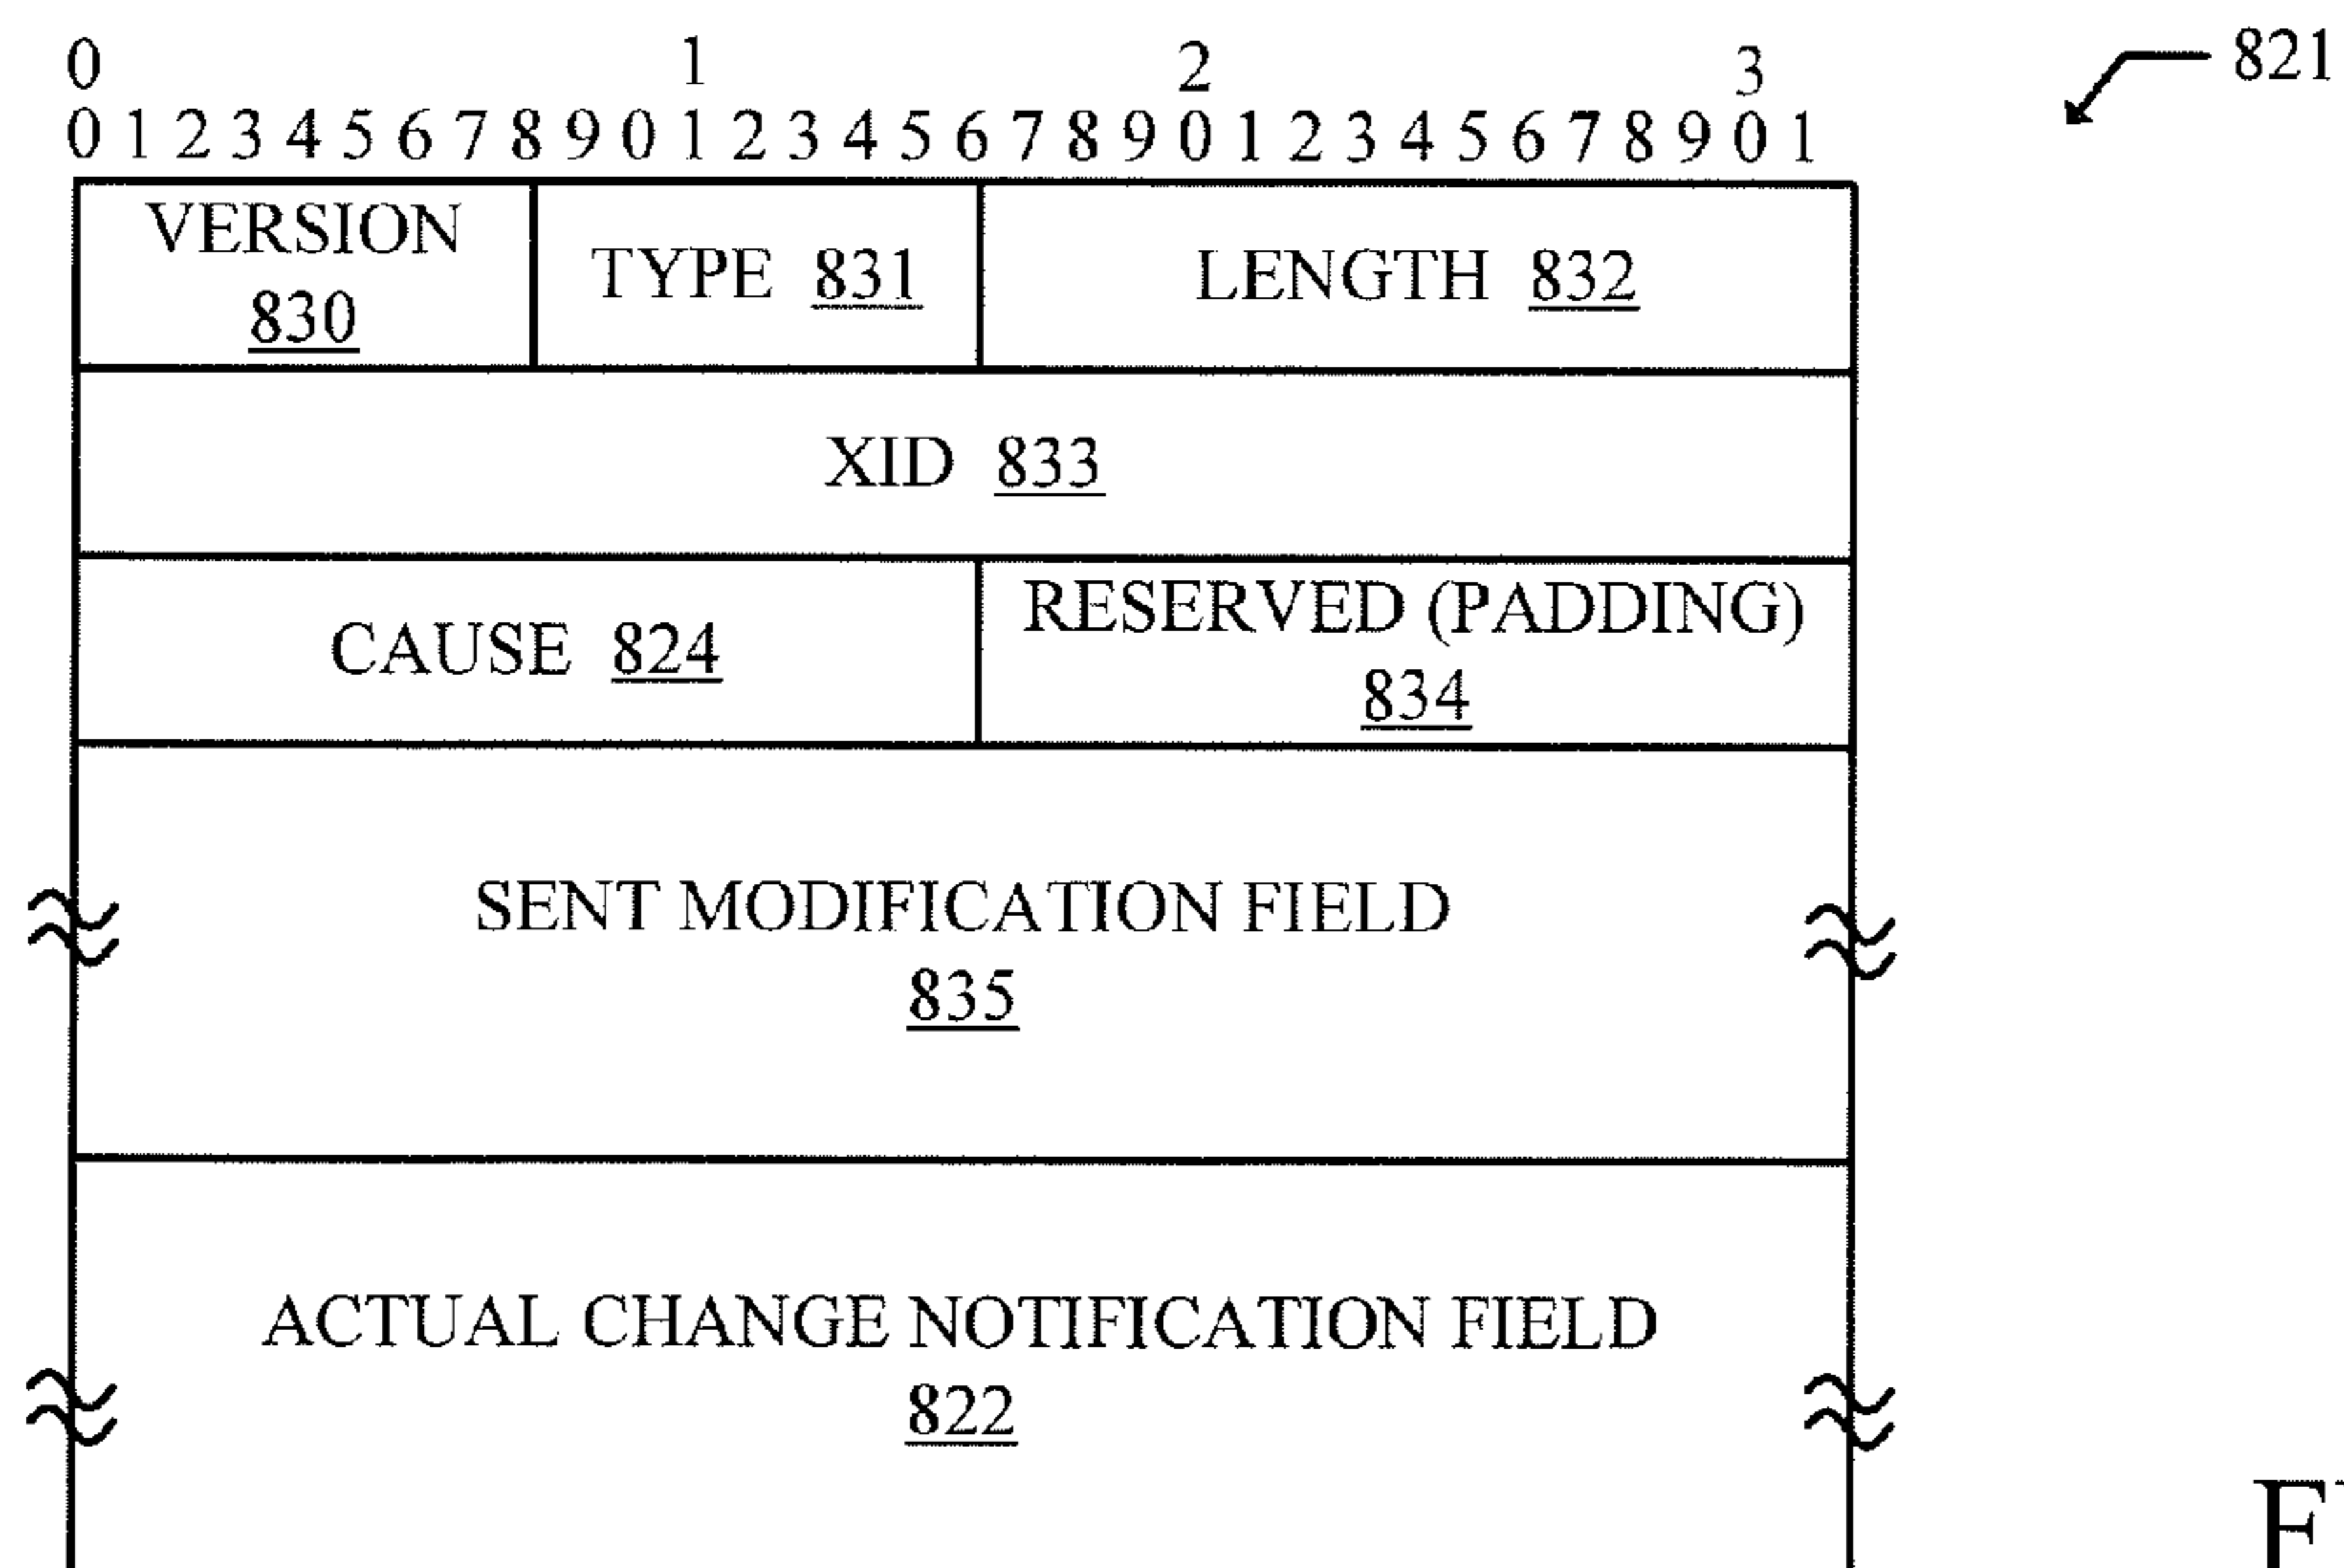 0 1 2 3
821
0 1 2 3 4 5 6 7 8 9 0 1 2 3 4 5 6 7 8 9 0 1 2 3 4 5 6 7 8 9 0 1
VERSION
830
TYPE 831
LENGTH 832
XID 833
CAUSE 824
RESERVED (PADDING)
834
SENT MODIFICATION FIELD
835
ACTUAL CHANGE NOTIFICATION FIELD
822